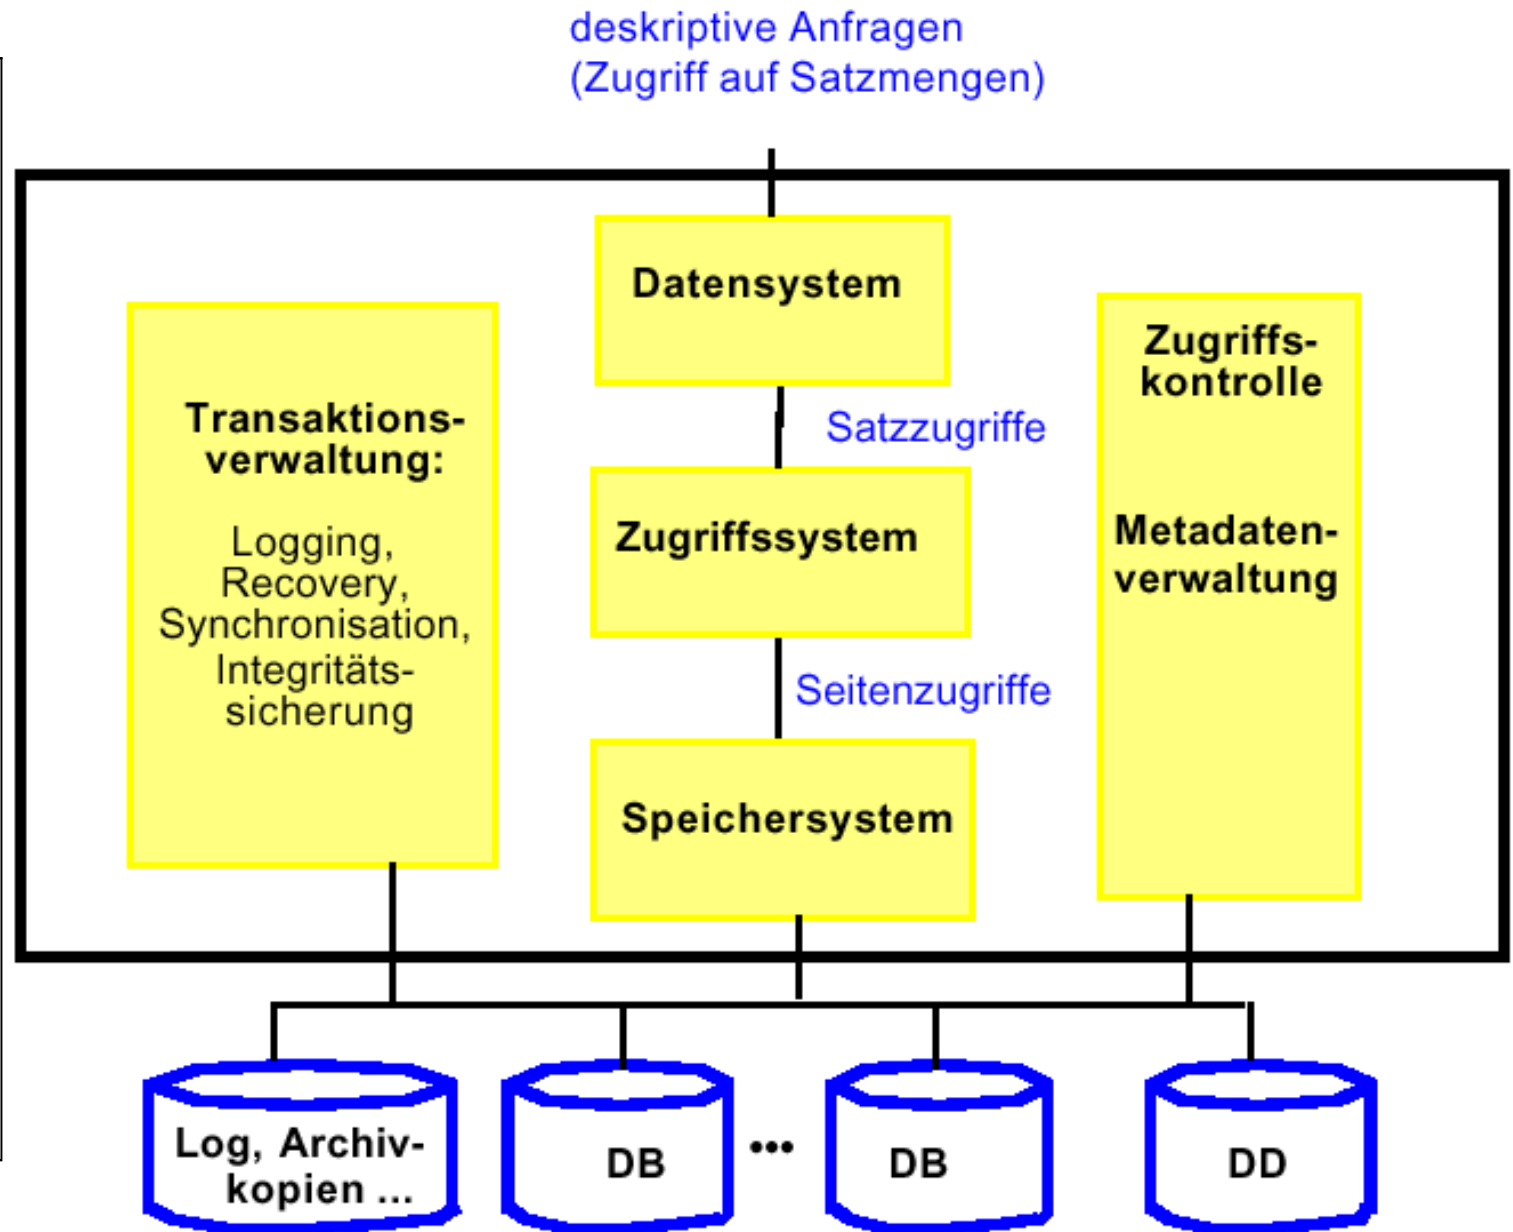 deskriptive Anfragen
(Zugriff auf Satzmengen)
Datensystem
Transaktions-
verwaltung:
Logging,
Recovery,
Synchronisation,
Integritäts-
sicherung
Satzzugriffe
Zugriffssystem
Seitenzugriffe
Speichersystem
Zugriffs-
kontrolle
Metadaten-
verwaltung
Log, Archiv-
kopien ...
DB
•••
DB
DD